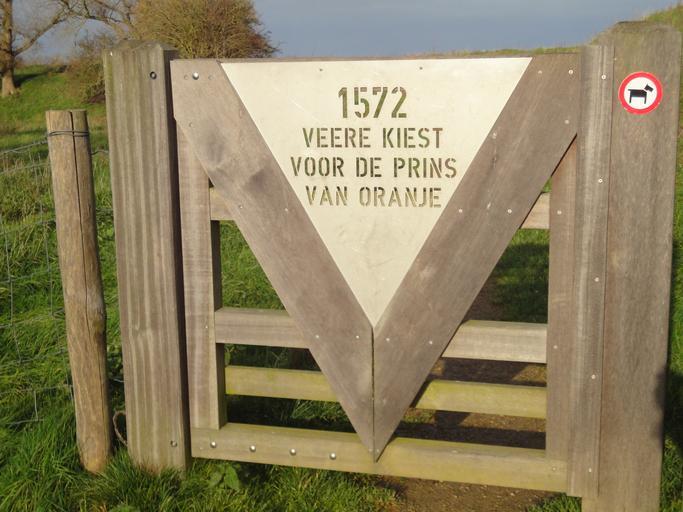 1572
VEERE KIEST
VOOR DE PRINS
VAN ORANJE